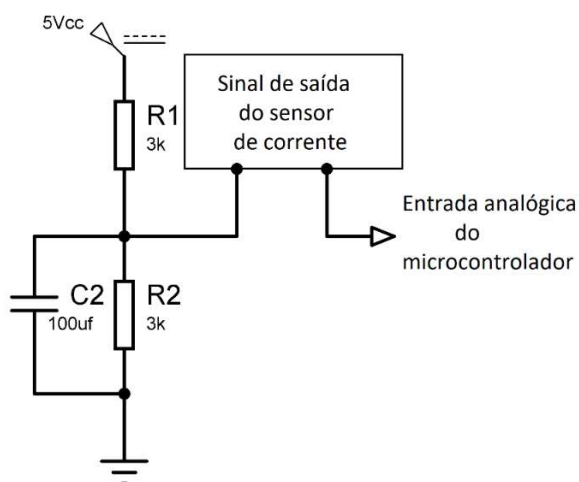 5Vcc
Sinal de saída
do sensor
de corrente
R1
3k
Entrada analógica
do
microcontrolador
C2
100uf
R2
3k